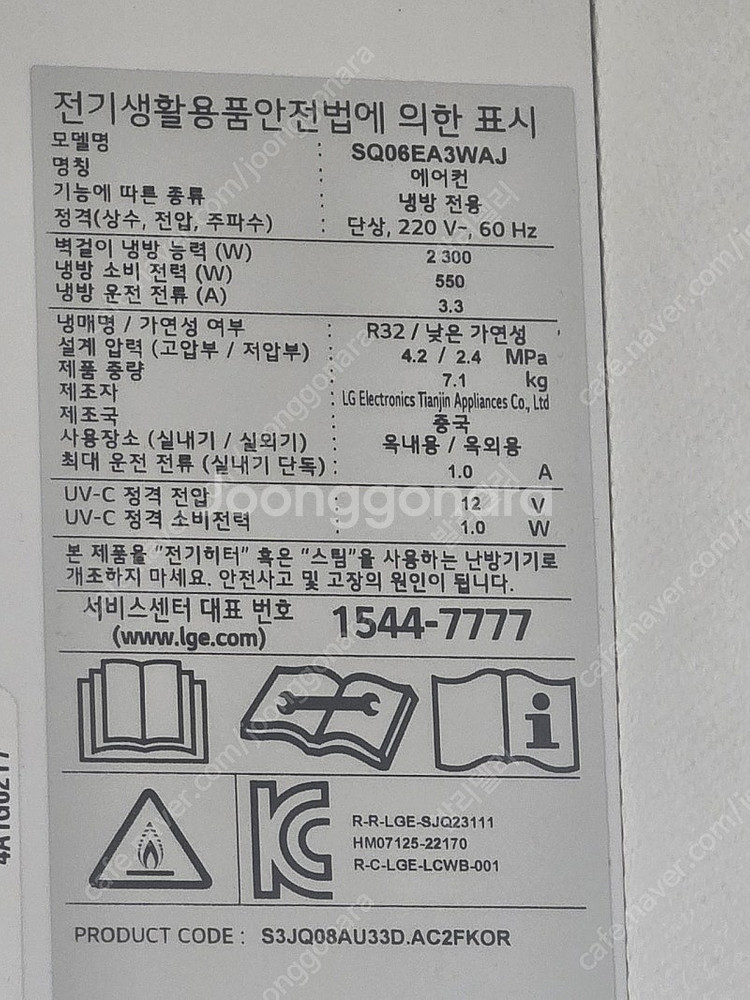 전기생활용품안전법에 의한 표시
모델명 : SQ06EA3WAJ
명칭 : 에어컨
기능에 따른 종류 : 냉방 전용
정격(상수, 전압, 주파수) : 단상, 220 V~, 60 Hz
벽걸이 냉방 능력 (W) 2 300
냉방 소비 전력 (W) 550
냉방 운전 전류 (A) 3.3
냉매명 / 가연성 여부 : R32 / 낮은 가연성
설계 압력 (고압부 / 저압부) : 4.2 / 2.4 MPa
제품 중량 : 7.1 kg
제조자 : LG Electronics Tianjin Appliances Co., Ltd
제조국 : 중국
사용장소 (실내기 / 실외기) : 옥내용 / 옥외용
최대 운전 전류 (실내기 단독) : 1.0 A
UV-C 정격 전압 : 12 V
UV-C 정격 소비전력 : 1.0 W
본 제품을 "전기히터" 혹은 "스팀"을 사용하는 난방기기로
개조하지 마세요. 안전사고 및 고장의 원인이 됩니다.
서비스센터 대표 번호 1544-7777
(www.lge.com)
R-R-LGE-SJQ23111
HM07125-22170
R-C-LGE-LCWB-001
PRODUCT CODE : S3JQ08AU33D.AC2FKOR
joonggonara
cafe.naver.com/joonggonara